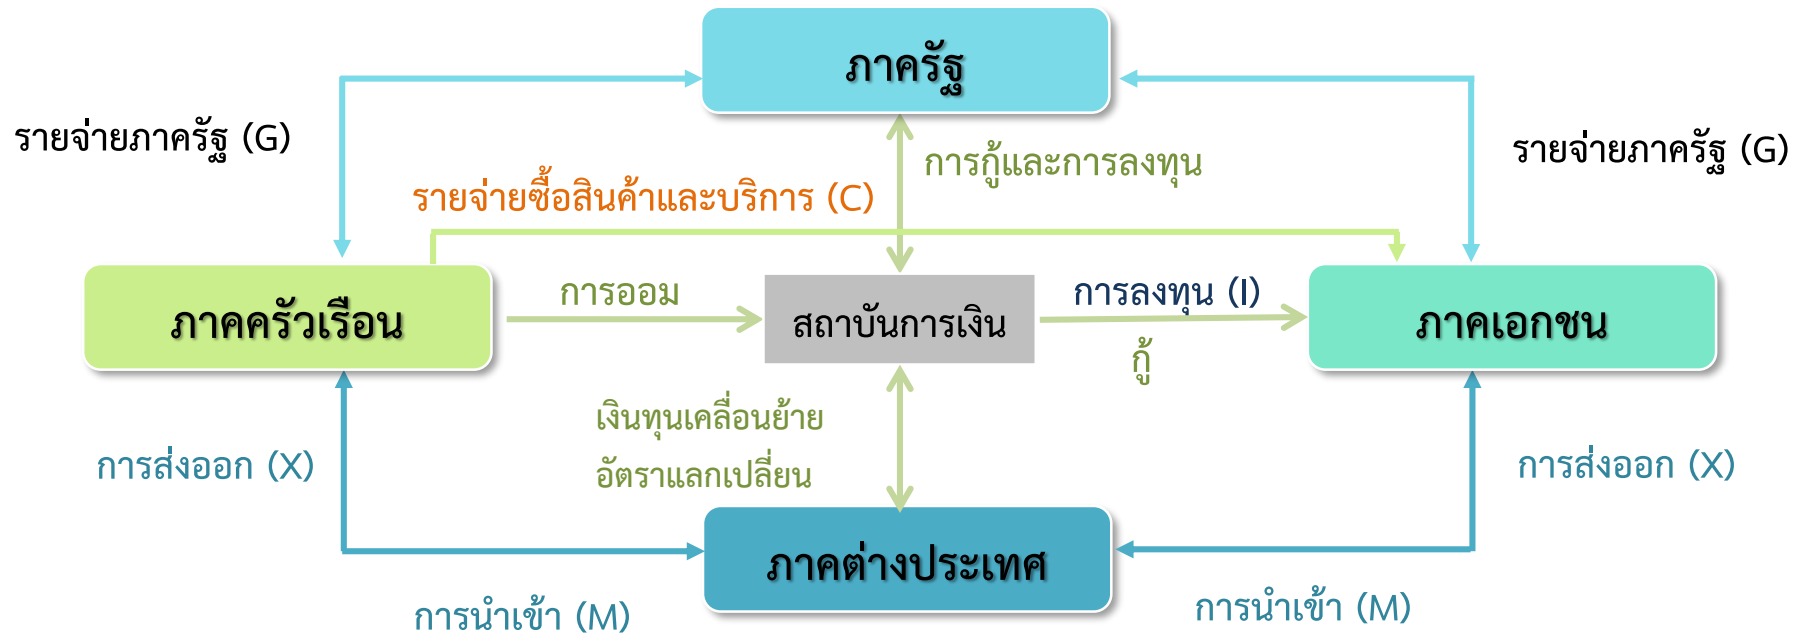 ภาครัฐ
รายจ่ายภาครัฐ (G)
การกู้และการลงทุน
รายจ่ายภาครัฐ (G)
รายจ่ายซื้อสินค้าและบริการ (C)
ภาคครัวเรือน
การออม
สถาบันการเงิน
การลงทุน (I)
กู้
ภาคเอกชน
เงินทุนเคลื่อนย้าย
อัตราแลกเปลี่ยน
การส่งออก (X)
การส่งออก (X)
ภาคต่างประเทศ
การนำเข้า (M)
การนำเข้า (M)